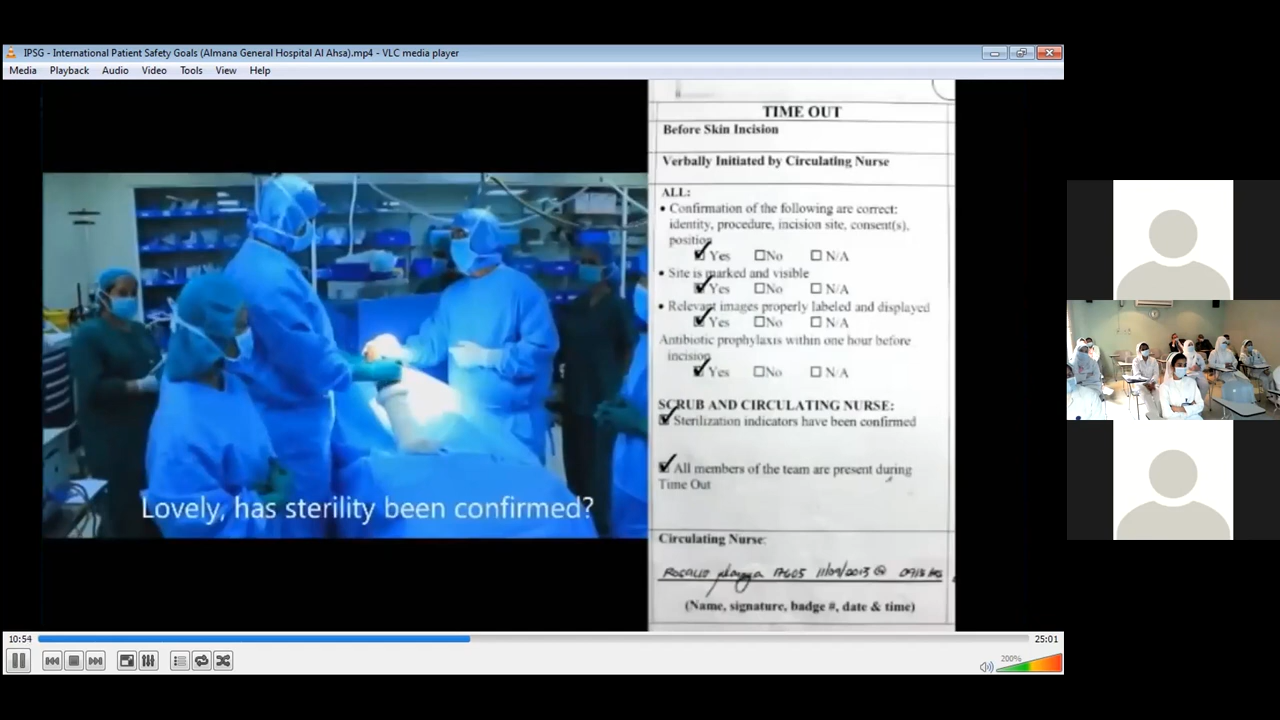 IPSG - International Patient Safety Goals (Almana General Hospital Al Ahsa).mp4 - VLC media player
Media Playback Audio Video Tools View Help
TIME OUT
Before Skin Incision
Verbally Initiated by Circulating Nurse
ALL:
• Confirmation of the following are correct:
identity, procedure, incision site, consent(s),
position
Yes No N/A
• Site is marked and visible
Yes No N/A
• Relevant images properly labeled and displayed
Yes No N/A
Antibiotic prophylaxis within one hour before
incision
Yes No N/A
SCRUB AND CIRCULATING NURSE:
Sterilization indicators have been confirmed
All members of the team are present during
Time Out
Lovely, has sterility been confirmed?
Circulating Nurse:
11/09/2013 @
(Name, signature, badge #, date & time)
10:54
25:01
200%